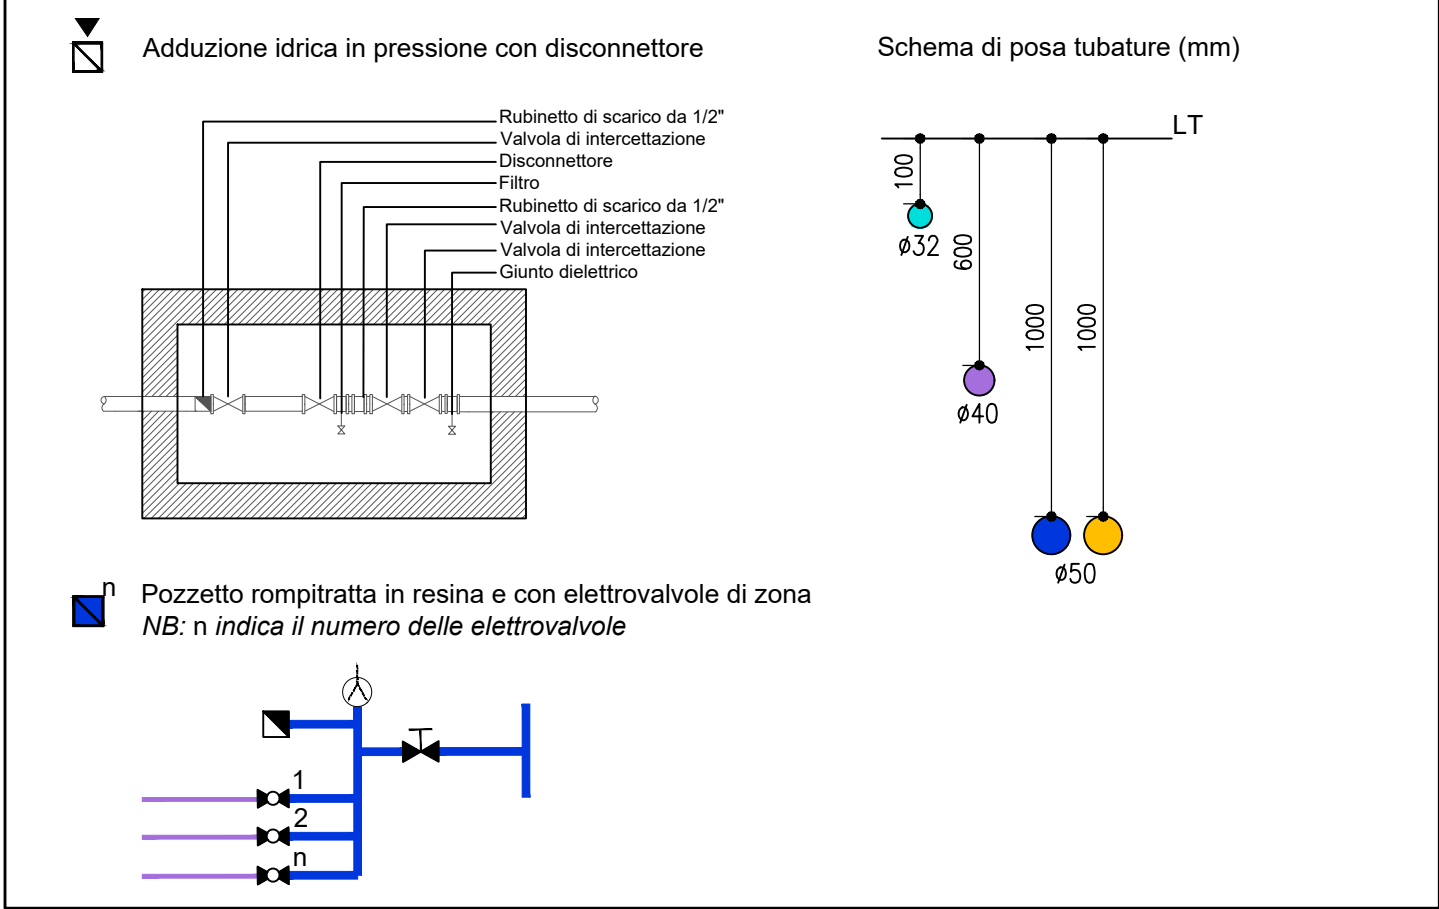 Adduzione idrica in pressione con disconnettore
Rubinetto di scarico da 1/2"
Valvola di intercettazione
Disconnettore
Filtro
Rubinetto di scarico da 1/2"
Valvola di intercettazione
Valvola di intercettazione
Giunto dielettrico
Schema di posa tubature (mm)
LT
100
ø32
600
ø40
1000
1000
ø50
n
Pozzetto rompitratta in resina e con elettrovalvole di zona
NB: n indica il numero delle elettrovalvole
1
2
n